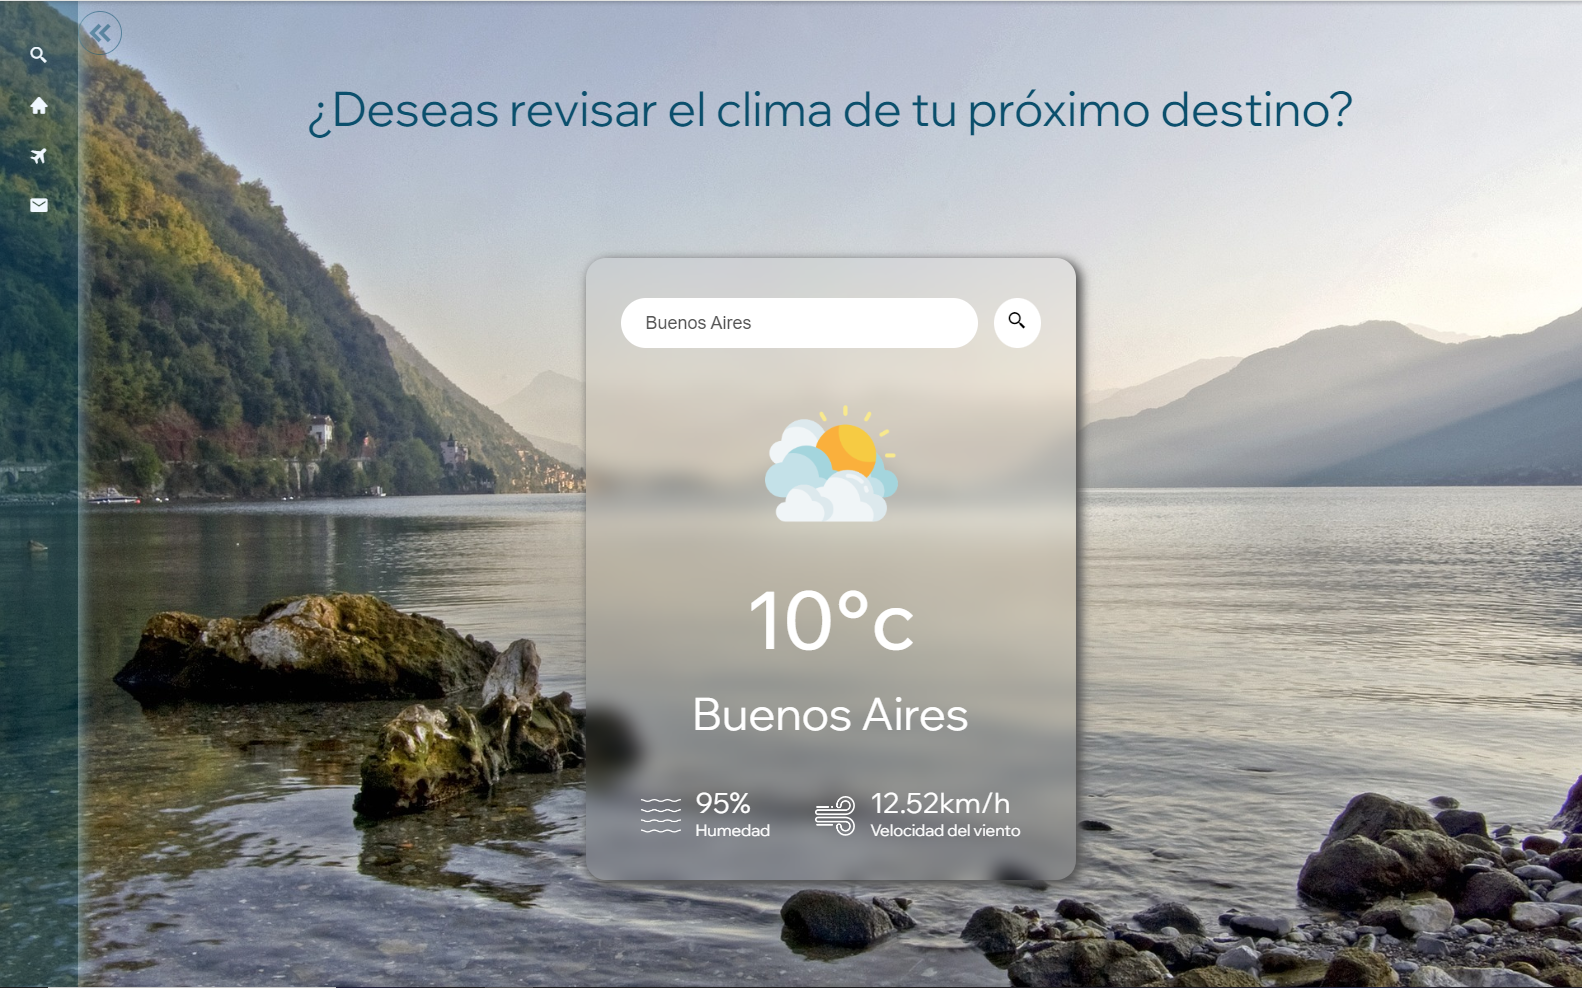 ¿Deseas revisar el clima de tu próximo destino?
Buenos Aires
10°c
Buenos Aires
95%
Humedad
12.52km/h
Velocidad del viento